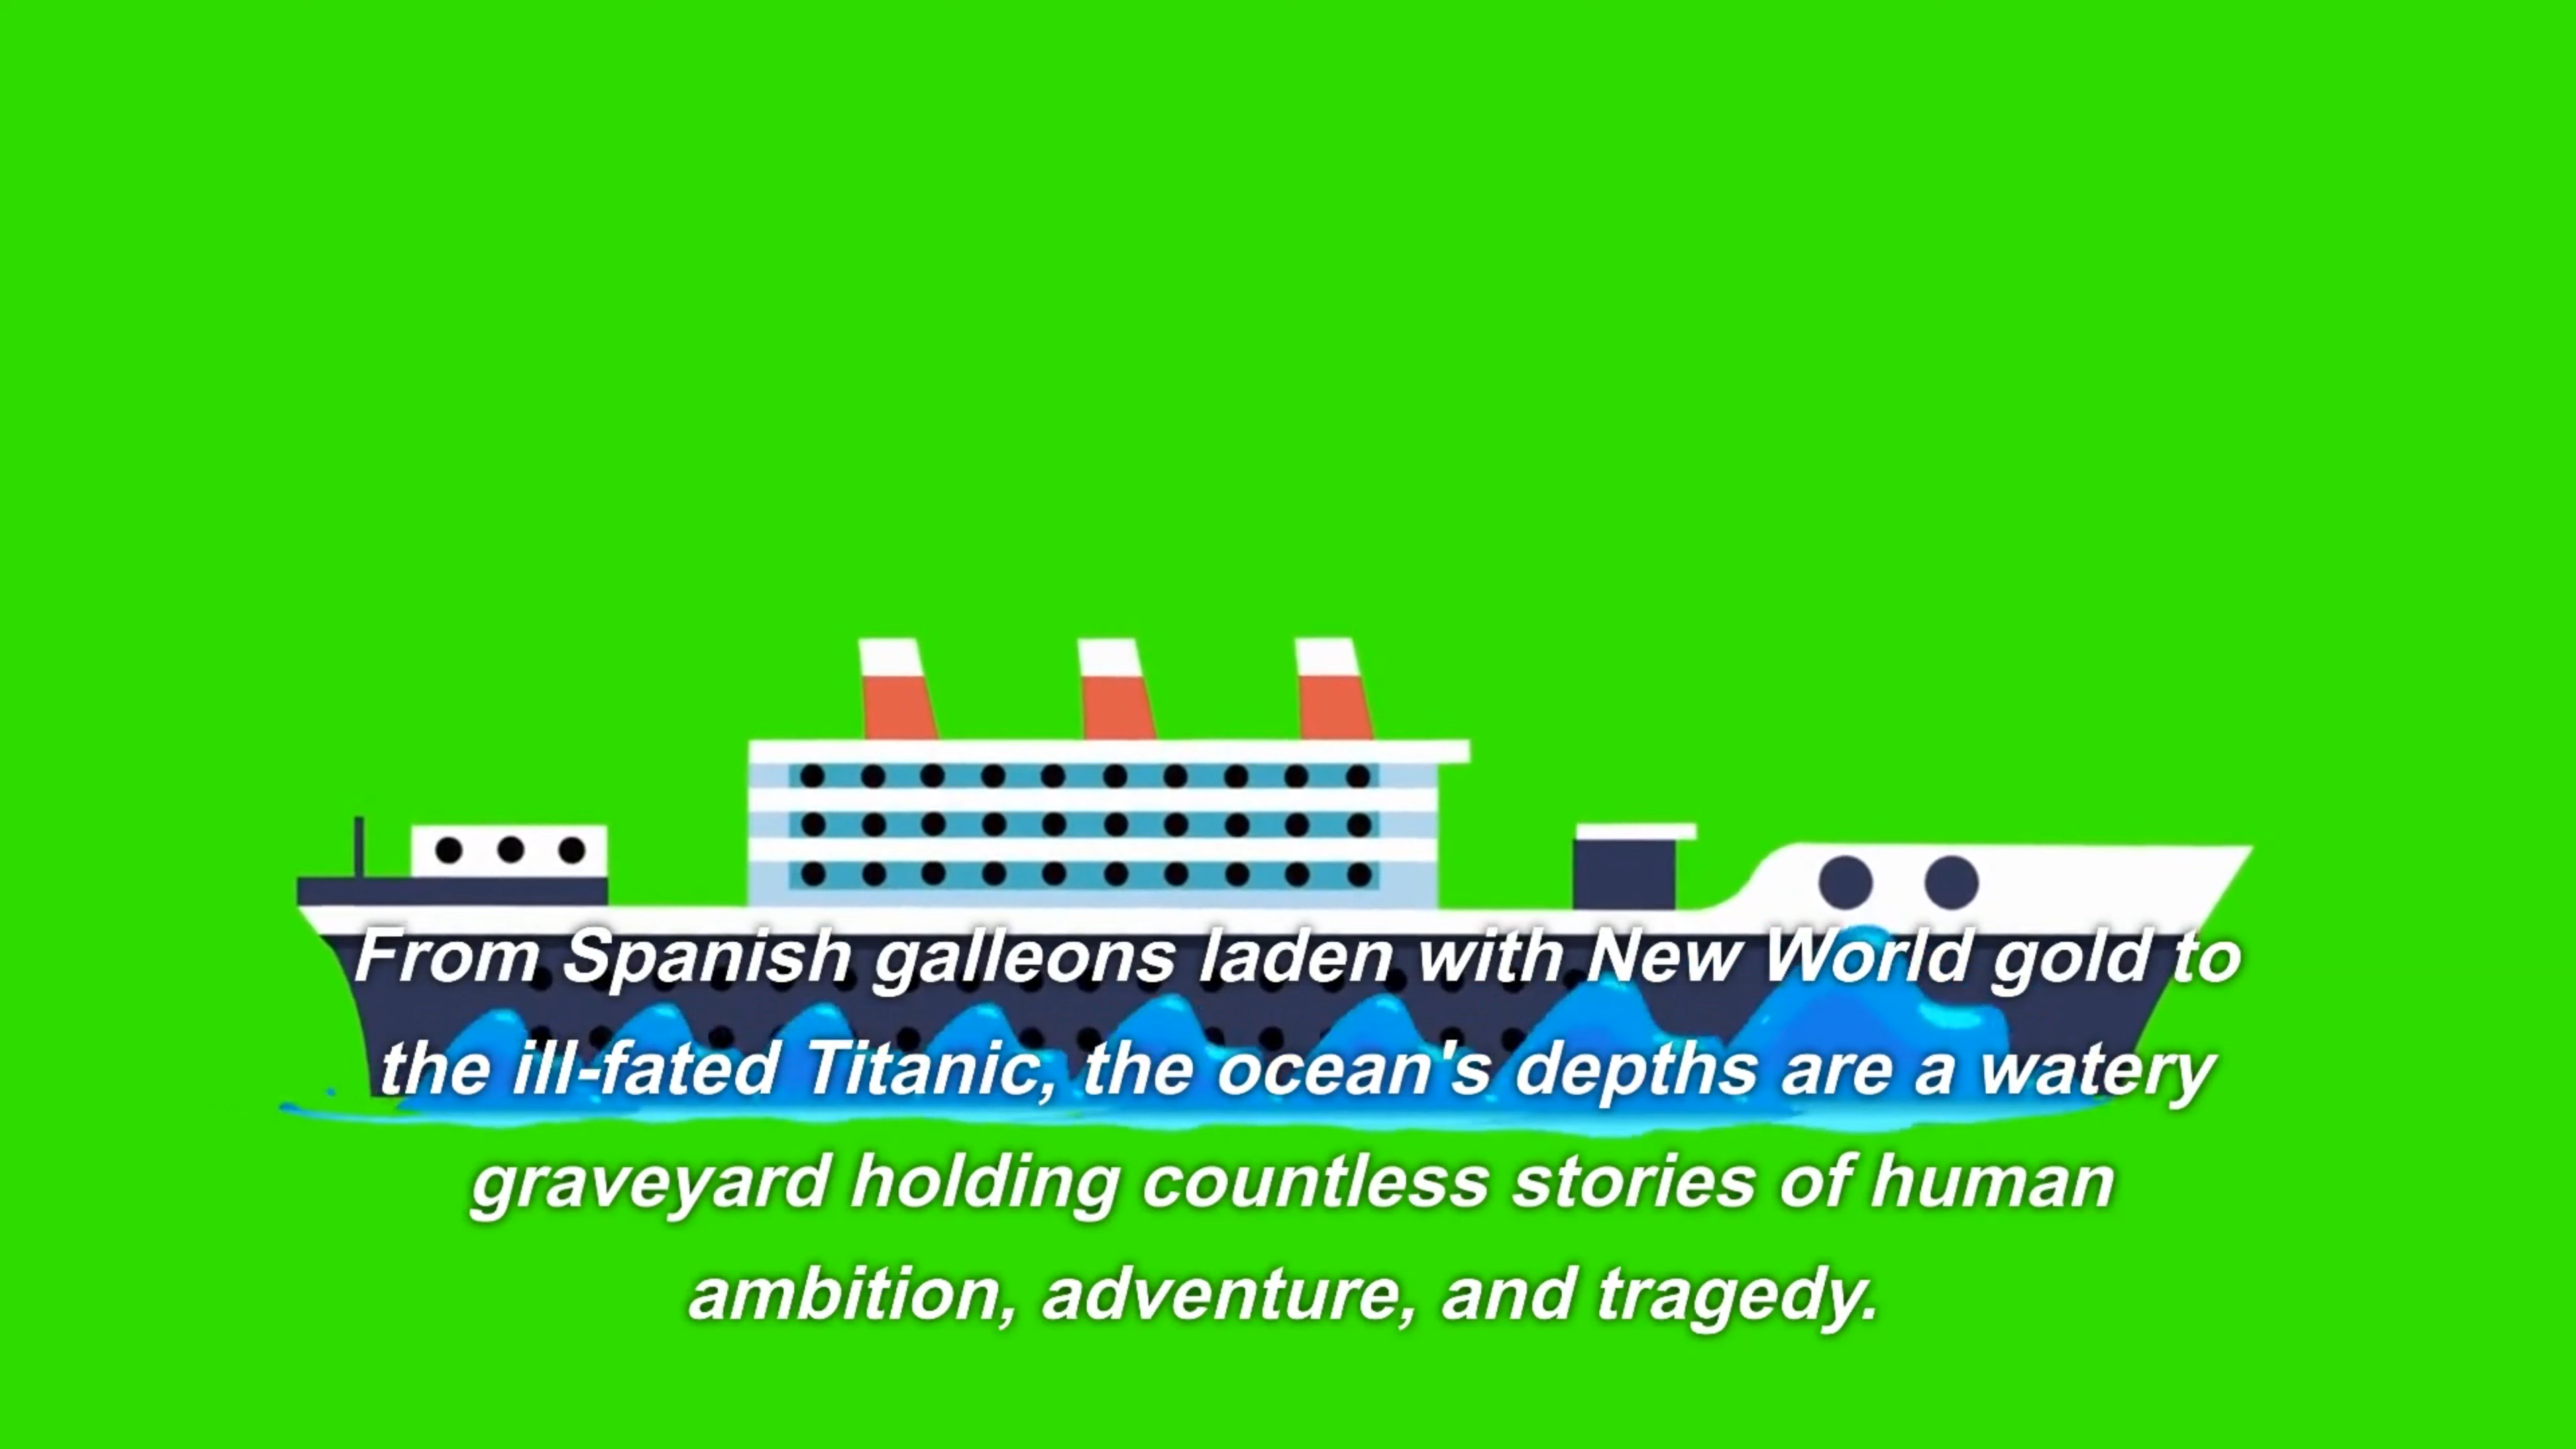 From Spanish galleons laden with New World gold to
the ill-fated Titanic, the ocean's depths are a watery
graveyard holding countless stories of human
ambition, adventure, and tragedy.